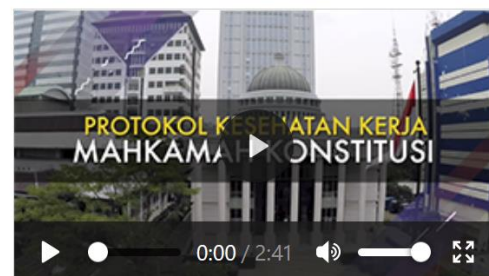 PROTOKOL KESEHATAN KERJA
MAHKAMAH KONSTITUSI
0:00 / 2:41